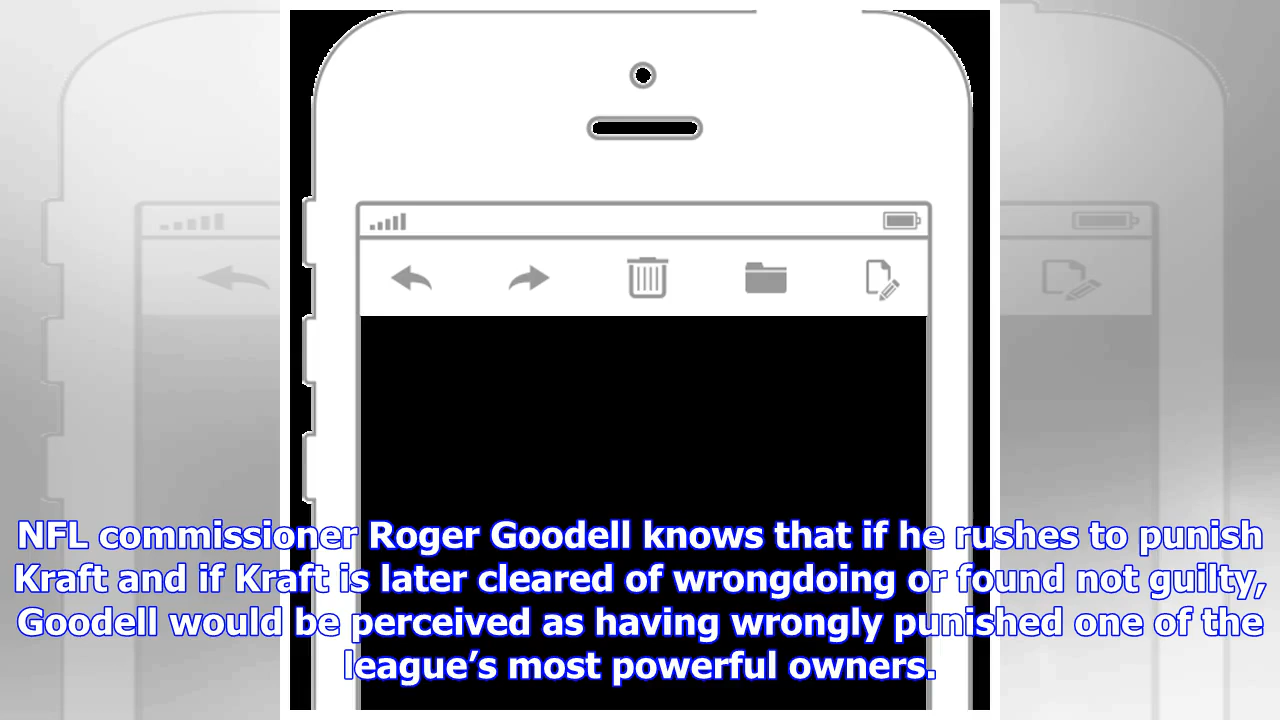 NFL commissioner Roger Goodell knows that if he rushes to punish
Kraft and if Kraft is later cleared of wrongdoing or found not guilty,
Goodell would be perceived as having wrongly punished one of the
league’s most powerful owners.